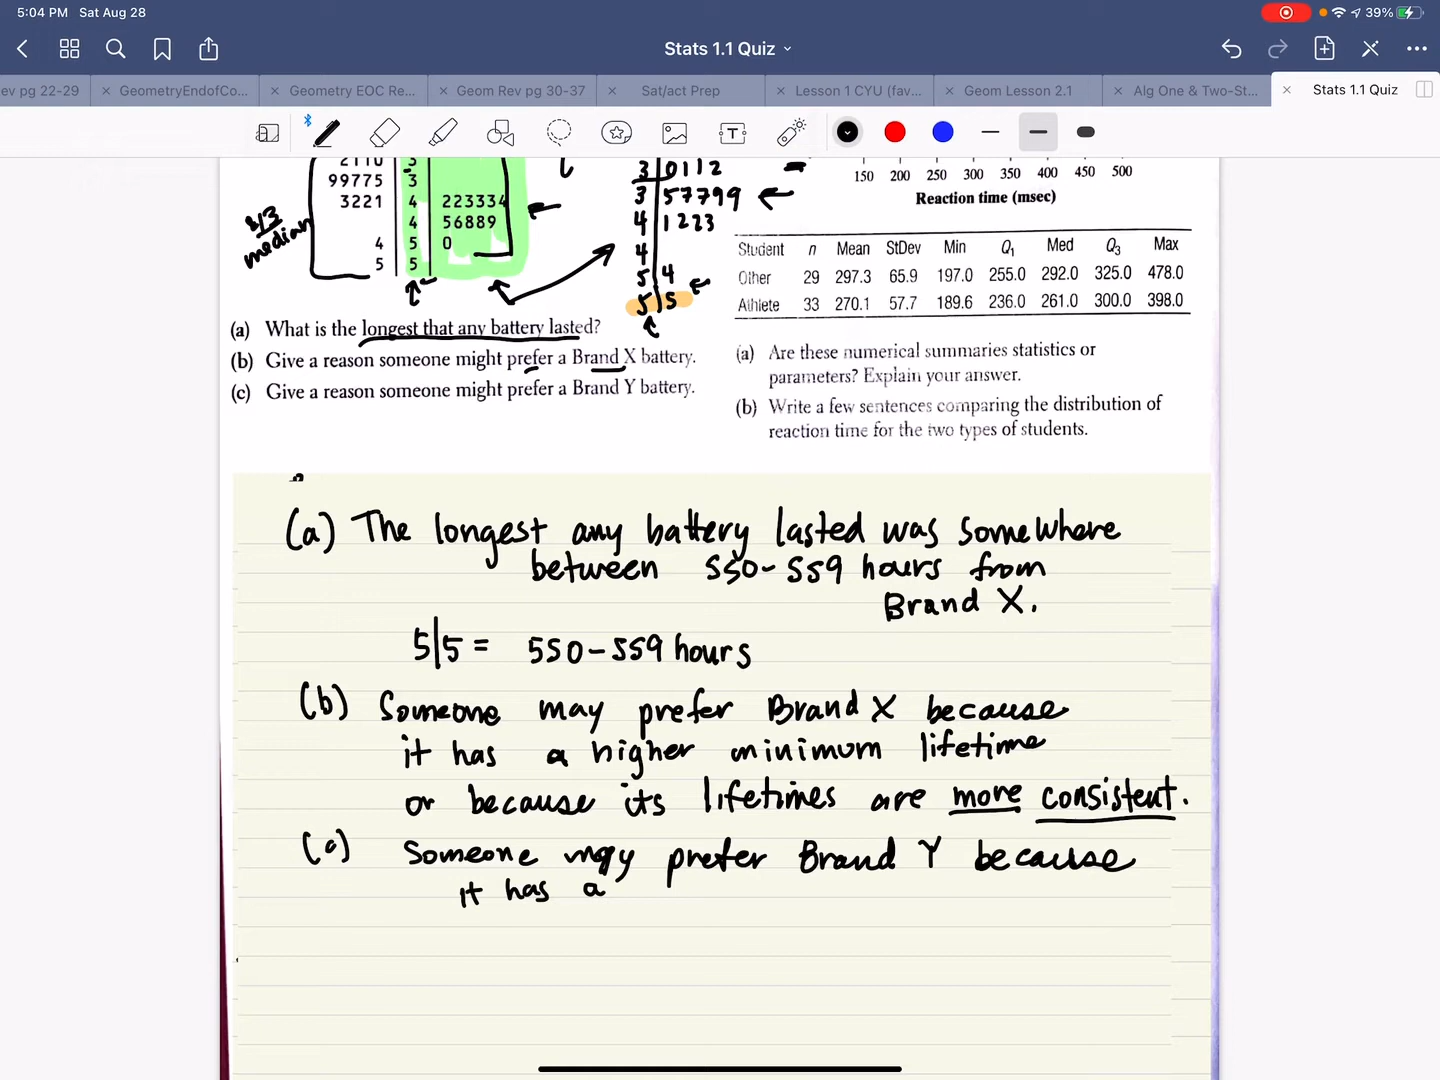 5:04 PM Sat Aug 28
39%
Stats 1.1 Quiz
ev pg 22-29
GeometryEndofCo...
Geometry EOC Re...
Geom Rev pg 30-37
Sat/act Prep
Lesson 1 CYU (fav...
Geom Lesson 2.1
Alg One & Two-St...
Stats 1.1 Quiz
2110 3
99775 3
3221 4 223334
4 56889
4 5 0
5 5
median
3 0112
3 57799
4 1223
4
5 4
5 5
150 200 250 300 350 400 450 500
Reaction time (msec)
Student n Mean StDev Min Q1 Med Q3 Max
Other 29 297.3 65.9 197.0 255.0 292.0 325.0 478.0
Athlete 33 270.1 57.7 189.6 236.0 261.0 300.0 398.0
(a) What is the longest that any battery lasted?
(b) Give a reason someone might prefer a Brand X battery.
(c) Give a reason someone might prefer a Brand Y battery.
(a) Are these numerical summaries statistics or
parameters? Explain your answer.
(b) Write a few sentences comparing the distribution of
reaction time for the two types of students.
(a) The longest any battery lasted was somewhere
between 550-559 hours from
Brand X.
5|5 = 550-559 hours
(b) Someone may prefer Brand X because
it has a higher minimum lifetime
or because its lifetimes are more consistent.
(c) Someone may prefer Brand Y because
it has a